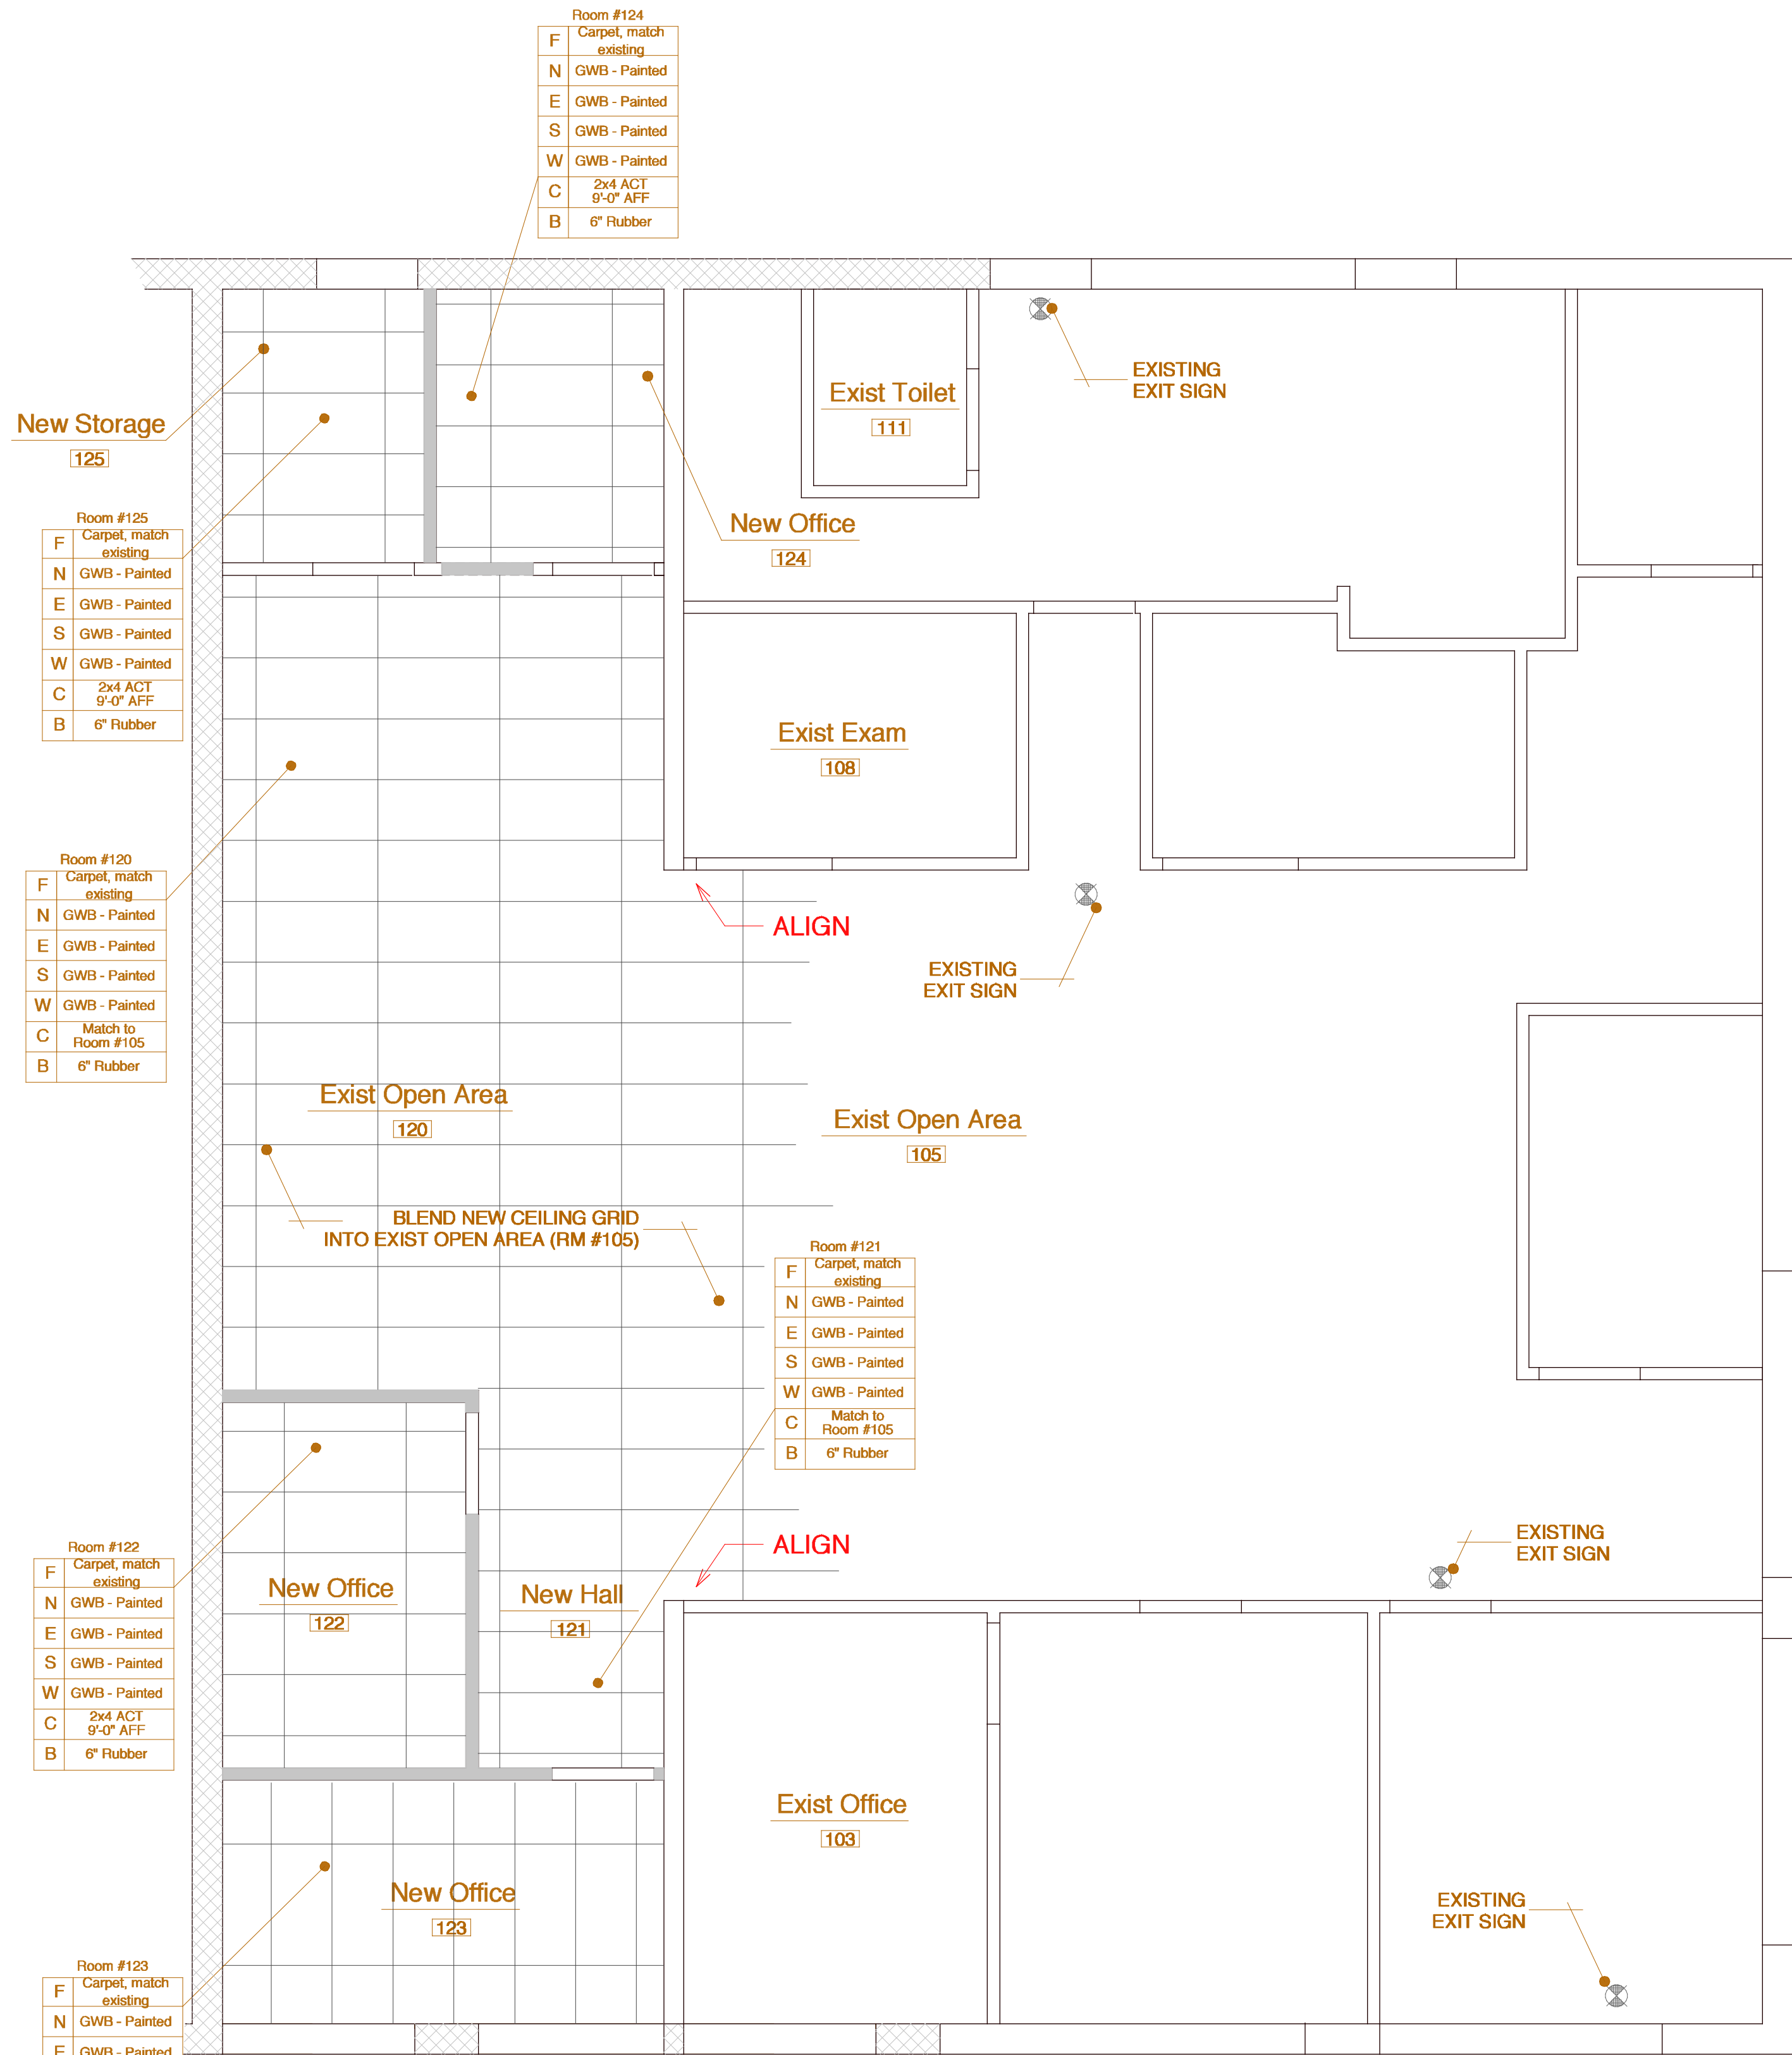 Room #124
F Carpet, match
existing
N GWB - Painted
E GWB - Painted
S GWB - Painted
W GWB - Painted
C 2x4 ACT
9'-0" AFF
B 6" Rubber
EXISTING
EXIT SIGN
Exist Toilet
111
New Storage
125
New Office
124
Room #125
F Carpet, match
existing
N GWB - Painted
E GWB - Painted
S GWB - Painted
W GWB - Painted
C 2x4 ACT
9'-0" AFF
B 6" Rubber
Exist Exam
108
Room #120
F Carpet, match
existing
N GWB - Painted
E GWB - Painted
S GWB - Painted
W GWB - Painted
C Match to
Room #105
B 6" Rubber
ALIGN
EXISTING
EXIT SIGN
Exist Open Area
120
Exist Open Area
105
BLEND NEW CEILING GRID
INTO EXIST OPEN AREA (RM #105)
Room #121
F Carpet, match
existing
N GWB - Painted
E GWB - Painted
S GWB - Painted
W GWB - Painted
C Match to
Room #105
B 6" Rubber
ALIGN
EXISTING
EXIT SIGN
Room #122
F Carpet, match
existing
N GWB - Painted
E GWB - Painted
S GWB - Painted
W GWB - Painted
C 2x4 ACT
9'-0" AFF
B 6" Rubber
New Office
122
New Hall
121
Exist Office
103
New Office
123
EXISTING
EXIT SIGN
Room #123
F Carpet, match
existing
N GWB - Painted
E GWB - Painted